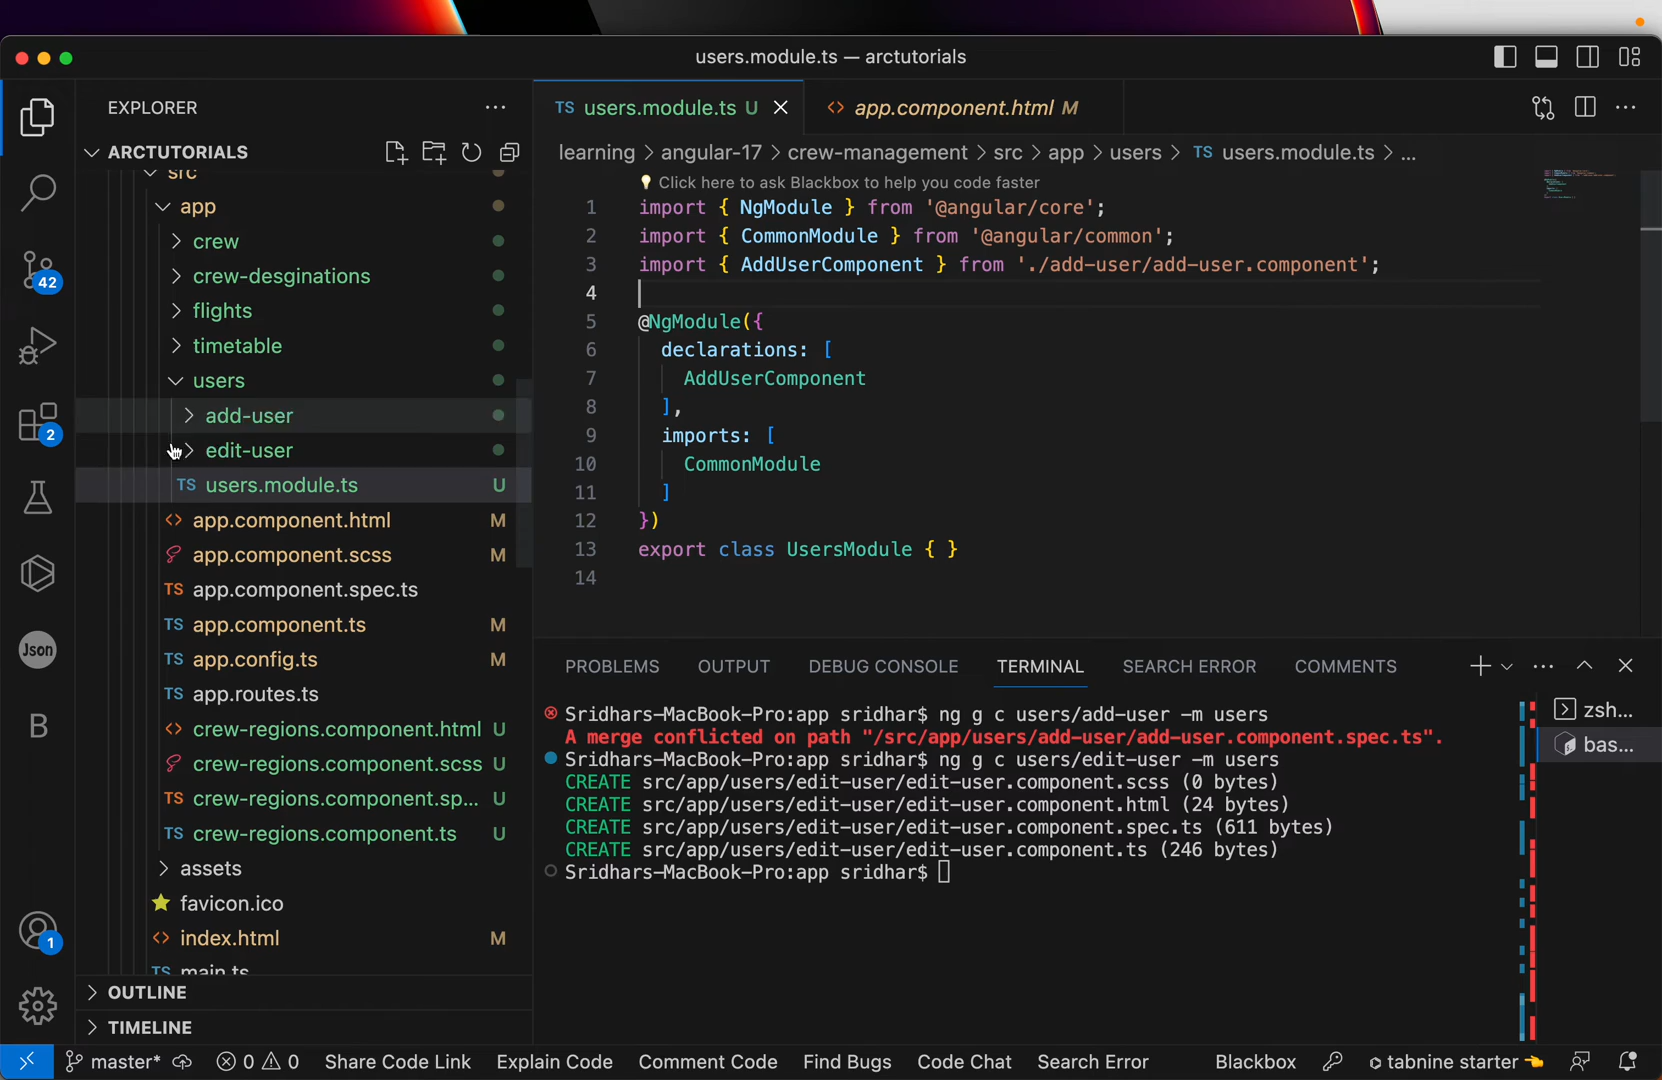 users.module.ts — arctutorials
EXPLORER
ARCTUTORIALS
src
app
crew
crew-desginations
flights
timetable
users
add-user
edit-user
TS users.module.ts U
<> app.component.html M
app.component.scss M
TS app.component.spec.ts
TS app.component.ts M
TS app.config.ts M
TS app.routes.ts
<> crew-regions.component.html U
crew-regions.component.scss U
TS crew-regions.component.sp... U
TS crew-regions.component.ts U
assets
favicon.ico
<> index.html M
TS main.ts
OUTLINE
TIMELINE
42
2
Json
B
1
TS users.module.ts U
<> app.component.html M
learning > angular-17 > crew-management > src > app > users > TS users.module.ts > ...
Click here to ask Blackbox to help you code faster
1 import { NgModule } from '@angular/core';
2 import { CommonModule } from '@angular/common';
3 import { AddUserComponent } from './add-user/add-user.component';
4
5 @NgModule({
6 declarations: [
7 AddUserComponent
8 ],
9 imports: [
10 CommonModule
11 ]
12 })
13 export class UsersModule { }
14
PROBLEMS OUTPUT DEBUG CONSOLE TERMINAL SEARCH ERROR COMMENTS
Sridhars-MacBook-Pro:app sridhar$ ng g c users/add-user -m users
A merge conflicted on path "/src/app/users/add-user/add-user.component.spec.ts".
Sridhars-MacBook-Pro:app sridhar$ ng g c users/edit-user -m users
CREATE src/app/users/edit-user/edit-user.component.scss (0 bytes)
CREATE src/app/users/edit-user/edit-user.component.html (24 bytes)
CREATE src/app/users/edit-user/edit-user.component.spec.ts (611 bytes)
CREATE src/app/users/edit-user/edit-user.component.ts (246 bytes)
Sridhars-MacBook-Pro:app sridhar$
zsh...
bas...
master* 0 0 Share Code Link Explain Code Comment Code Find Bugs Code Chat Search Error Blackbox tabnine starter